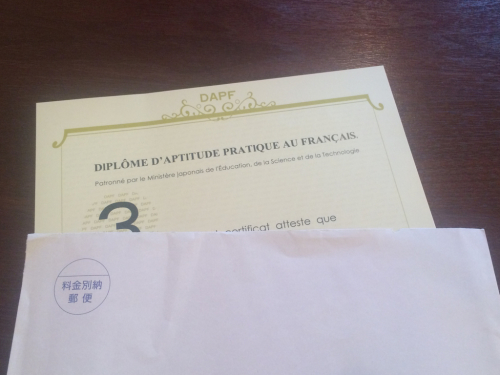 DAPF
DIPLÔME D'APTITUDE PRATIQUE AU FRANÇAIS.
Patronné par le Ministère japonais de l'Éducation, de la Science et de la Technologie.
3
certificat atteste que
料金別納
郵便